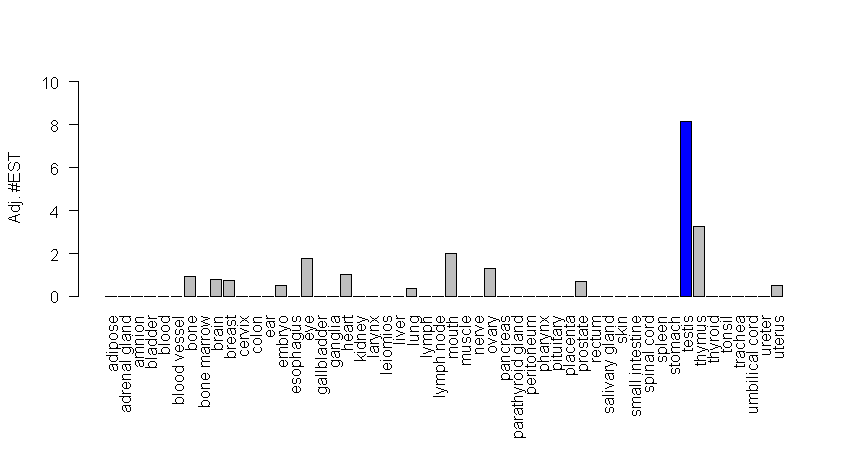 Adj. #EST
10
8
6
4
2
0
adipose
adrenal gland
amnion
bladder
blood
blood vessel
bone
bone marrow
brain
breast
cervix
colon
ear
embryo
esophagus
eye
gallbladder
ganglia
heart
kidney
larynx
leiomios
liver
lung
lymph
lymph node
mouth
muscle
nerve
ovary
pancreas
parathyroid gland
peritoneum
pharynx
pituitary
placenta
prostate
rectum
salivary gland
skin
small intestine
spinal cord
spleen
stomach
testis
thymus
thyroid
tonsil
trachea
umbilical cord
ureter
uterus